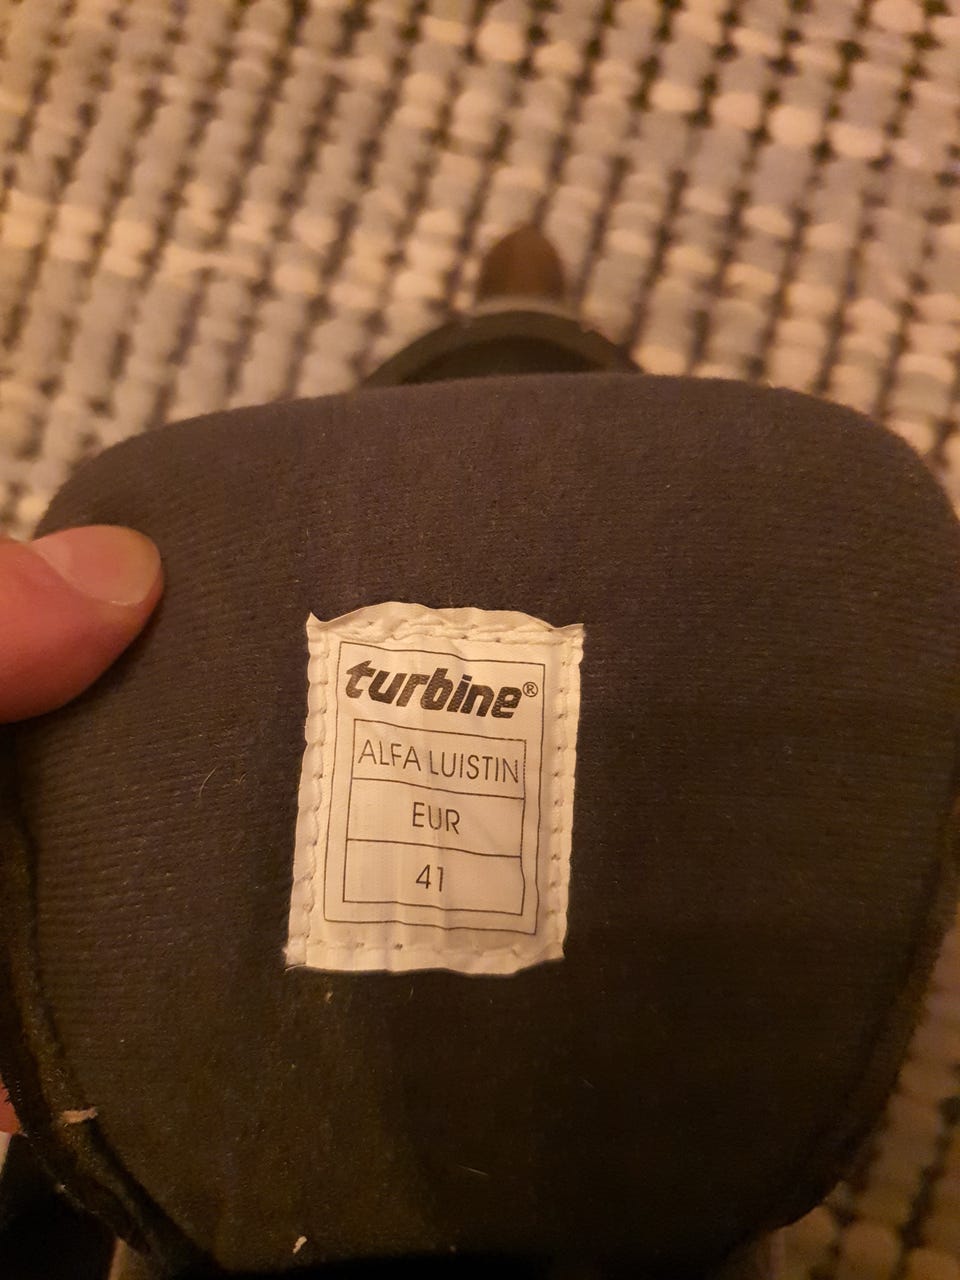 turbine®
ALFA LUISTIN
EUR
41